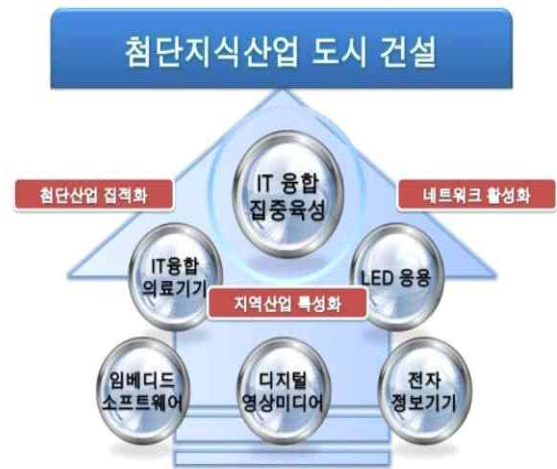 첨단지식산업 도시 건설
IT 융합
집중육성
첨단산업 집적화
네트워크 활성화
IT융합
의료기기
LED 응용
지역산업 특성화
임베디드
소프트웨어
디지털
영상미디어
전자
정보기기